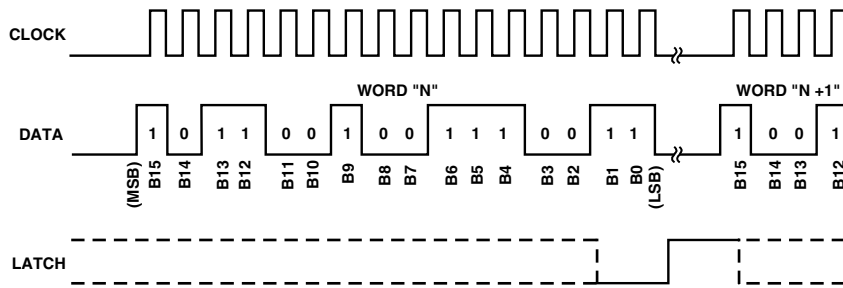 CLOCK
WORD "N" WORD "N +1"
DATA 1 0 1 1 0 0 1 0 0 1 1 1 0 0 1 1 1 0 0 1
(MSB) B15 B14 B13 B12 B11 B10 B9 B8 B7 B6 B5 B4 B3 B2 B1 B0 (LSB) B15 B14 B13 B12
LATCH